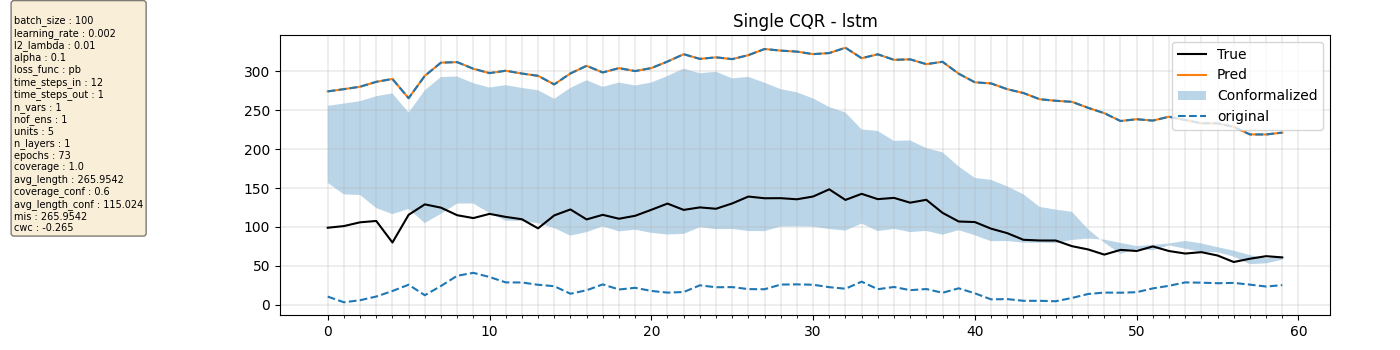 batch_size : 100
learning_rate : 0.002
l2_lambda : 0.01
alpha : 0.1
loss_func : pb
time_steps_in : 12
time_steps_out : 1
n_vars : 1
nof_ens : 1
units : 5
n_layers : 1
epochs : 73
coverage : 1.0
avg_length : 265.9542
coverage_conf : 0.6
avg_length_conf : 115.024
mis : 265.9542
cwc : -0.265
Single CQR - lstm
True
Pred
Conformalized
original
300
250
200
150
100
50
0
0 10 20 30 40 50 60